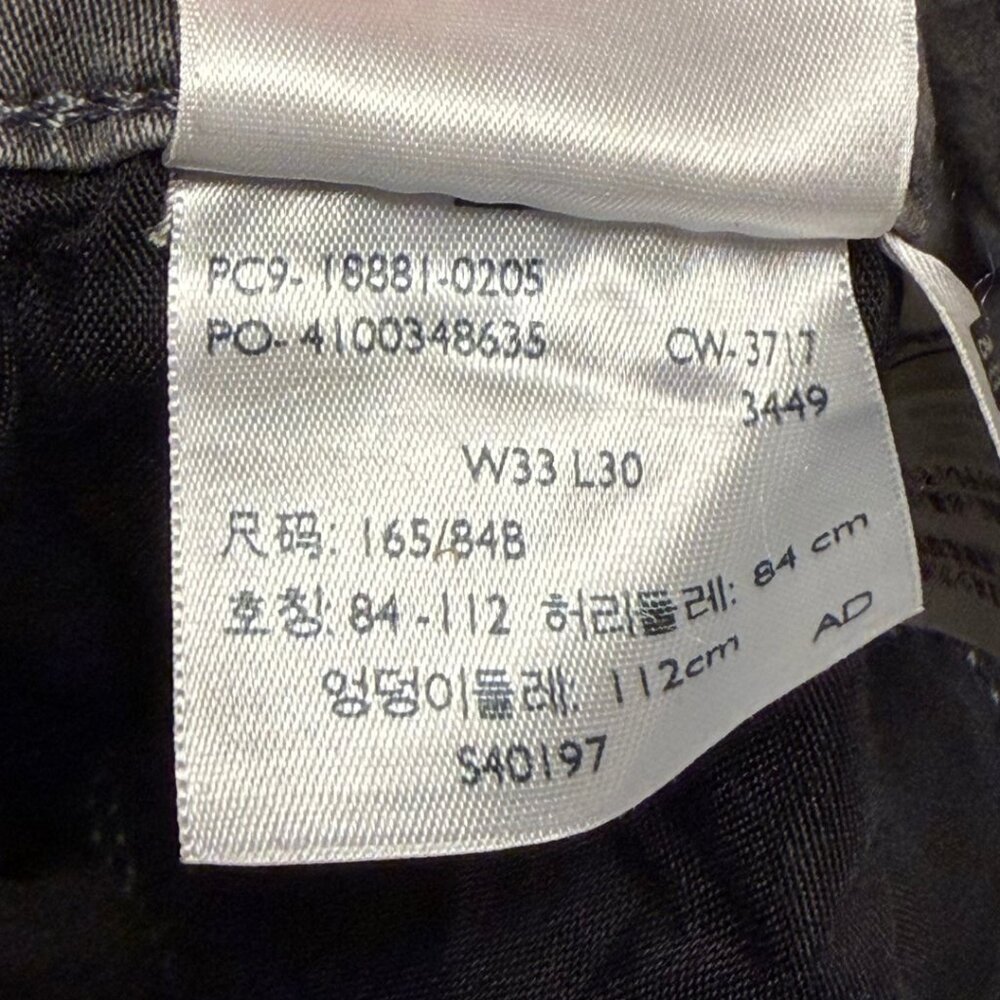 PC9- 18881-0205
PO- 4100348635 CW- 3717
3449
W33 L30
尺码: 165/84B
호칭: 84 -112 허리둘레: 84 cm
엉덩이둘레: 112cm AD
S40197